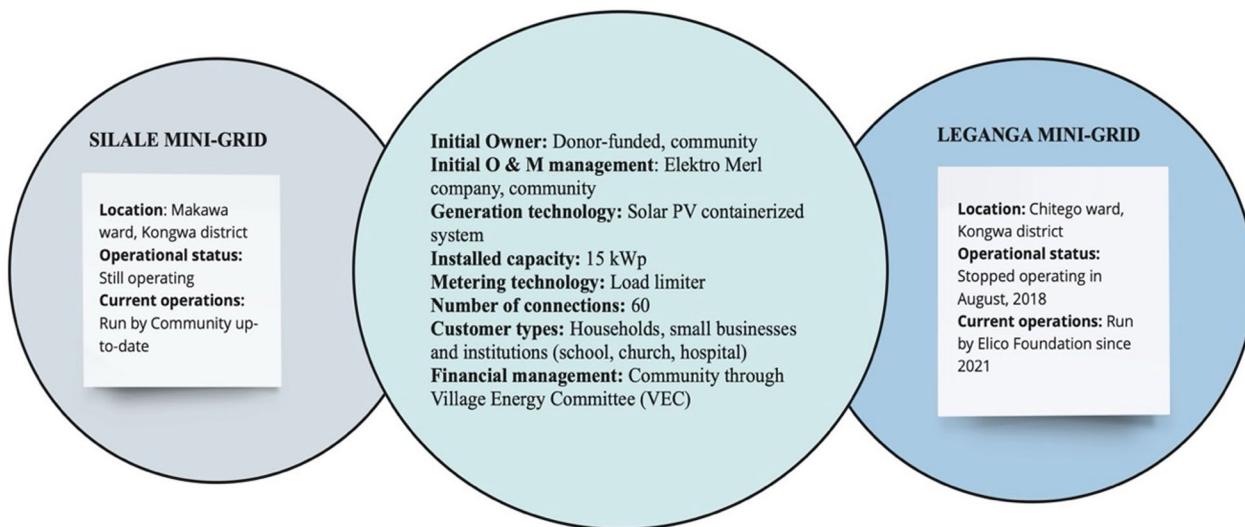 SILALE MINI-GRID
Location: Makawa
ward, Kongwa district
Operational status:
Still operating
Current operations:
Run by Community up-
to-date
Initial Owner: Donor-funded, community
Initial O & M management: Elektro Merl
company, community
Generation technology: Solar PV containerized
system
Installed capacity: 15 kWp
Metering technology: Load limiter
Number of connections: 60
Customer types: Households, small businesses
and institutions (school, church, hospital)
Financial management: Community through
Village Energy Committee (VEC)
LEGANGA MINI-GRID
Location: Chitego ward,
Kongwa district
Operational status:
Stopped operating in
August, 2018
Current operations: Run
by Elico Foundation since
2021